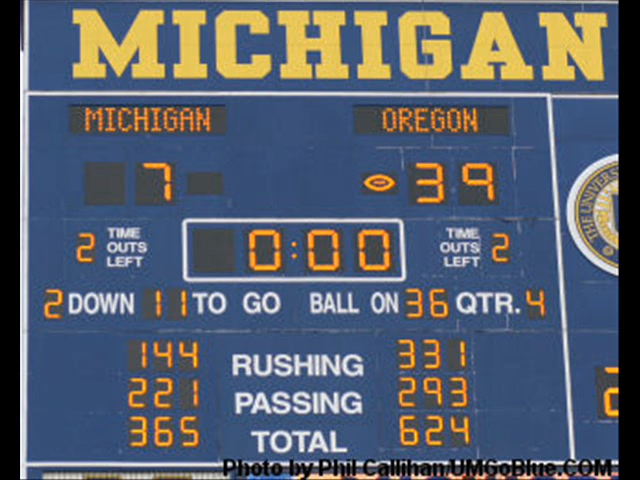 MICHIGAN
MICHIGAN OREGON
7 39
2 TIME OUTS LEFT 0:00 TIME OUTS LEFT 2
2 DOWN 11 TO GO BALL ON 36 QTR. 4
144 RUSHING 331
221 PASSING 293
365 TOTAL 624
THE UNIVERS
Photo by Phil Callihan/UMGoBlue.COM